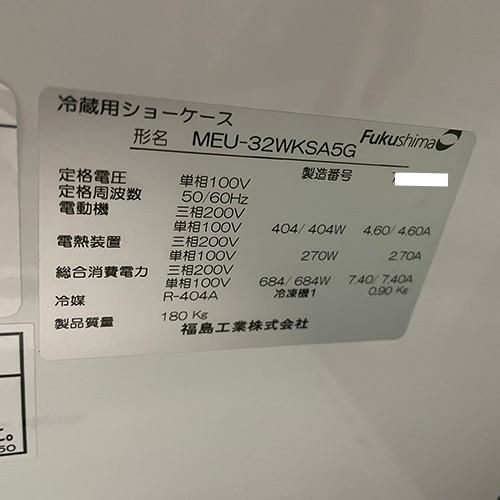 冷蔵用ショーケース
形名 MEU-32WKSA5G Fukushima
製造番号
定格電圧 単相100V
定格周波数 50/60Hz
電動機 三相200V
単相100V 404/404W 4.60/4.60A
電熱装置 三相200V
単相100V 270W 2.70A
総合消費電力 三相200V
単相100V 684/684W 7.40/7.40A
冷媒 R-404A 冷凍機1 0.90 Kg
製品質量 180 Kg
福島工業株式会社
50